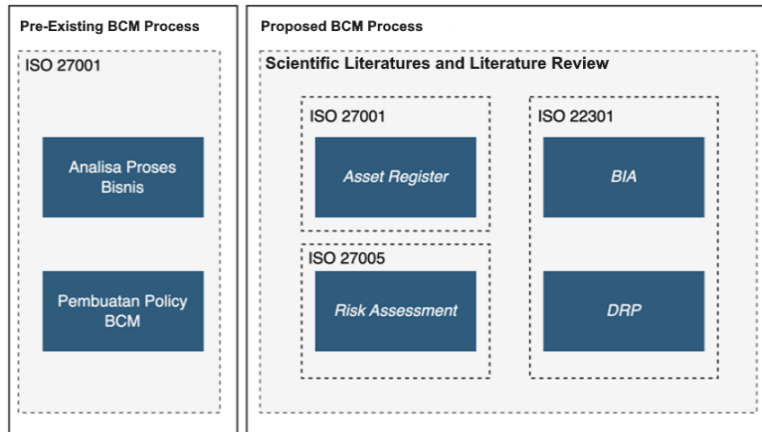 Pre-Existing BCM Process
ISO 27001
Analisa Proses
Bisnis
Pembuatan Policy
BCM
Proposed BCM Process
Scientific Literatures and Literature Review
ISO 27001
Asset Register
ISO 27005
Risk Assessment
ISO 22301
BIA
DRP